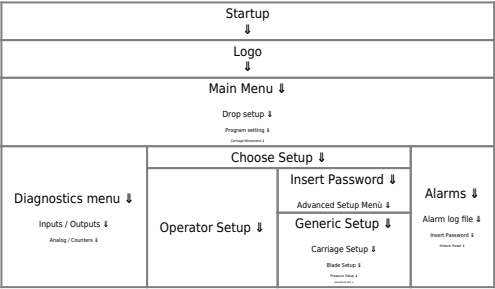 Startup
⇓
Logo
⇓
Main Menu ⇓
Drop setup ⇓
Program setting ⇓
Carriage Movement ⇓
Diagnostics menu ⇓
Inputs / Outputs ⇓
Analog / Counters ⇓
Choose Setup ⇓
Operator Setup ⇓
Insert Password ⇓
Advanced Setup Menù ⇓
Generic Setup ⇓
Carriage Setup ⇓
Blade Setup ⇓
Pressure Setup ⇓
Alarms ⇓
Alarm log file ⇓
Insert Password ⇓
Historic Reset ⇓